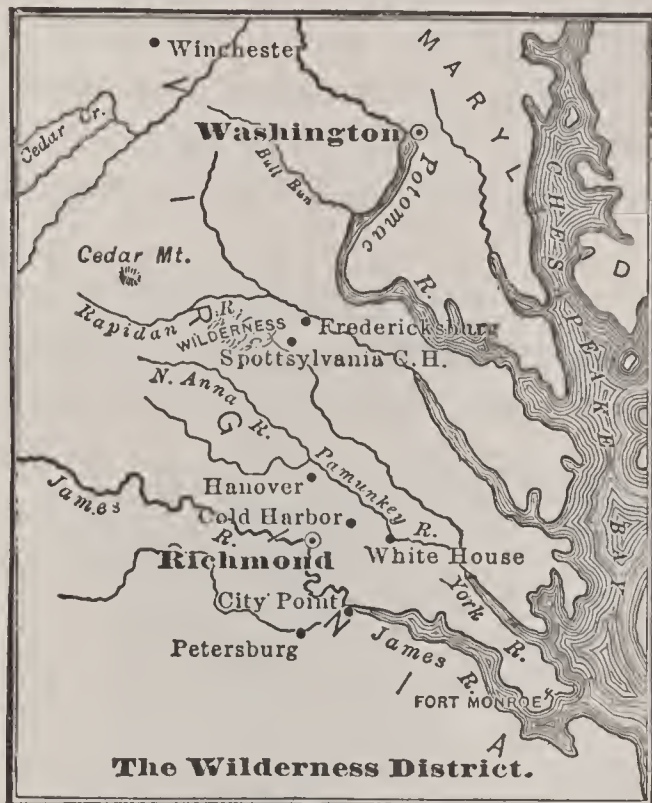 Winchester
MARYL
D
Cedar Cr.
Washington
Bull Run
Potomac
R.
CHESAPEAKE BAY
Cedar Mt.
Rapidan R.
WILDERNESS
Fredericksburg
Spottsylvania C.H.
N. Anna R.
Pamunkey R.
Hanover
Cold Harbor
James R.
Richmond
White House
York R.
City Point
Petersburg
James R.
FORT MONROE
V
I
R
G
I
N
I
A
The Wilderness District.